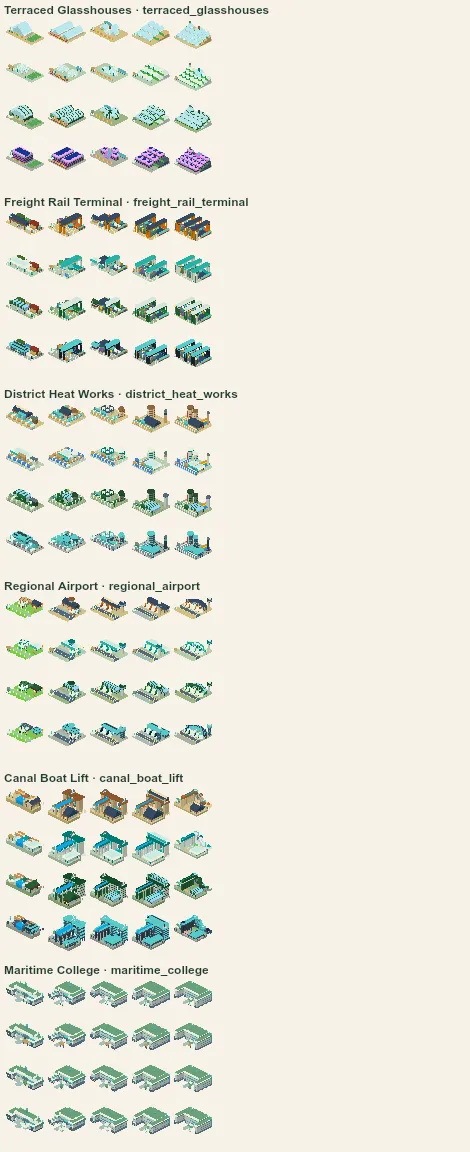 Terraced Glasshouses · terraced_glasshouses
Freight Rail Terminal · freight_rail_terminal
District Heat Works · district_heat_works
Regional Airport · regional_airport
Canal Boat Lift · canal_boat_lift
Maritime College · maritime_college